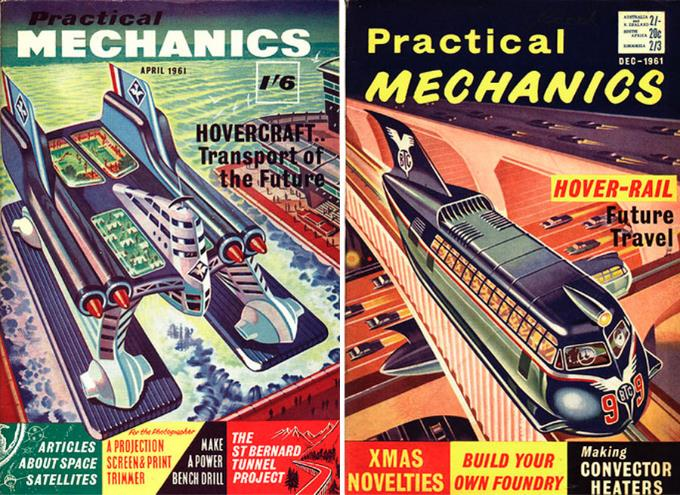 Practical
MECHANICS
APRIL 1961
1/6
HOVERCRAFT..
Transport of
the Future
For the Photographer
ARTICLES
ABOUT SPACE
SATELLITES
A PROJECTION
SCREEN & PRINT
TRIMMER
MAKE
A POWER
BENCH DRILL
THE
ST BERNARD
TUNNEL
PROJECT
Practical
MECHANICS
AUSTRALIA
and
N. ZEALAND 2/-
SOUTH
AFRICA 20c
RHODESIA 2/3
DEC-1961
HOVER-RAIL
Future
Travel
BTC
BTC
9 9
XMAS
NOVELTIES
BUILD YOUR
OWN FOUNDRY
Making
CONVECTOR
HEATERS